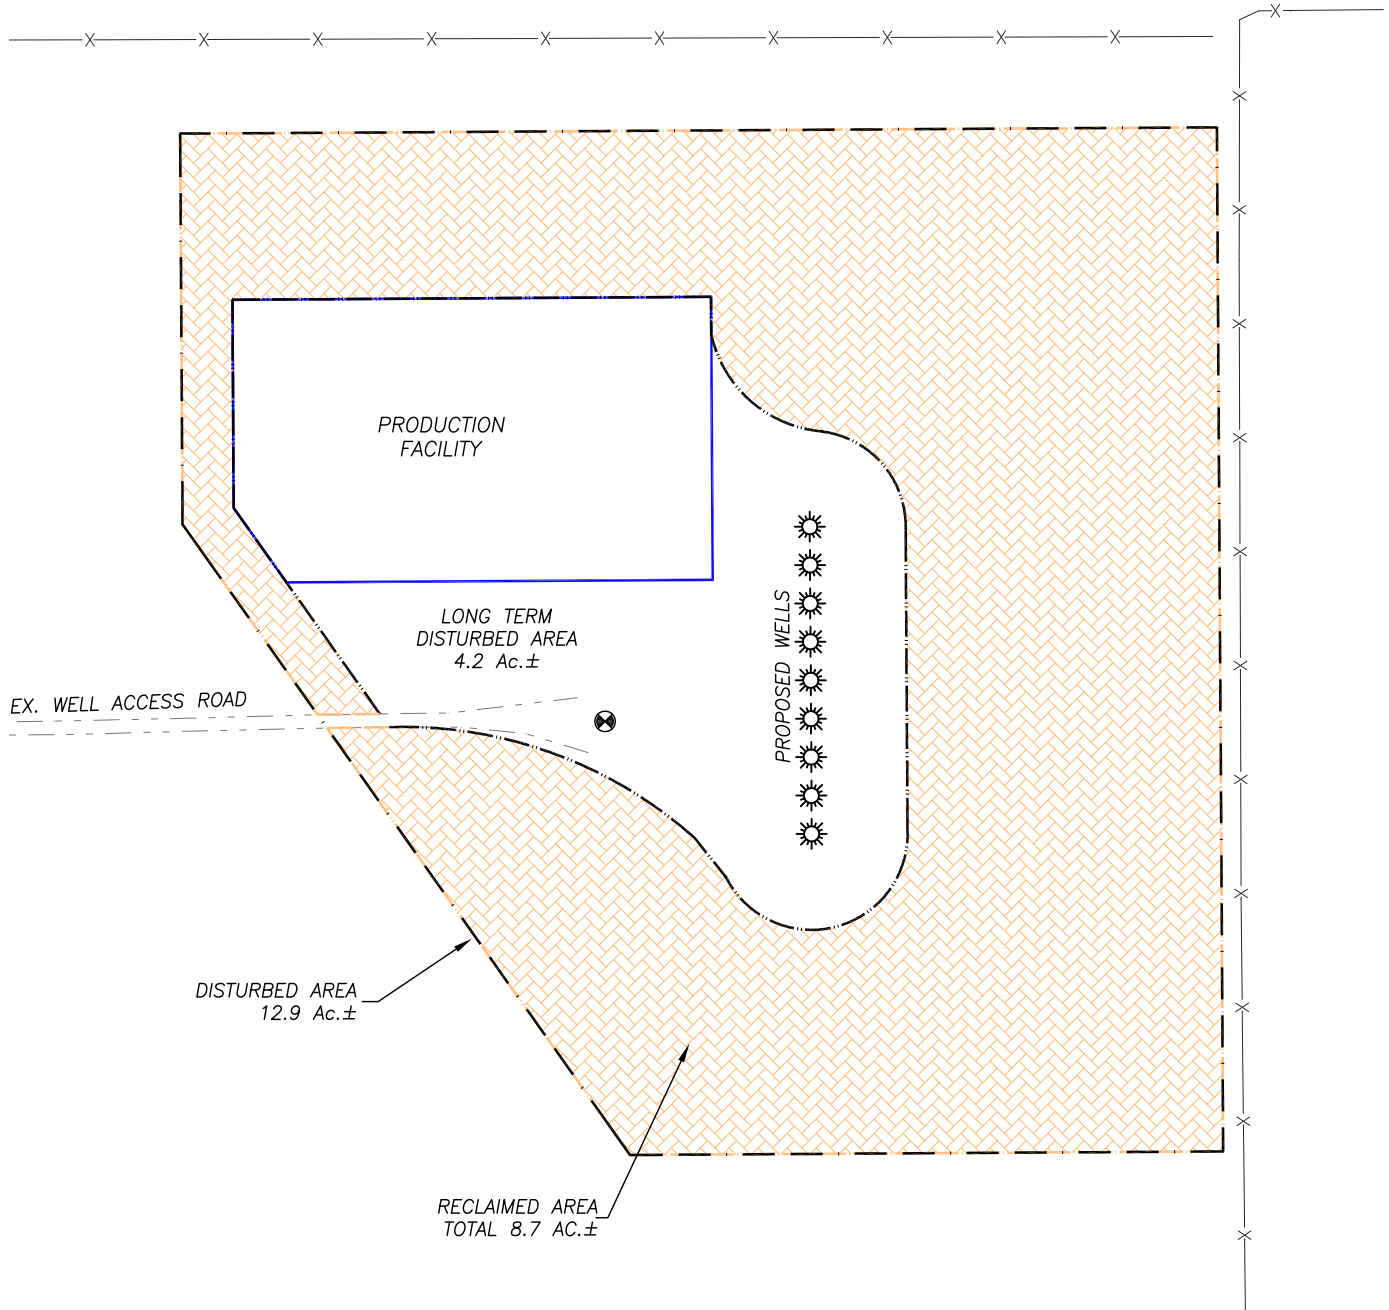 PRODUCTION
FACILITY
LONG TERM
DISTURBED AREA
4.2 Ac.±
PROPOSED WELLS
EX. WELL ACCESS ROAD
DISTURBED AREA
12.9 Ac.±
RECLAIMED AREA
TOTAL 8.7 AC.±